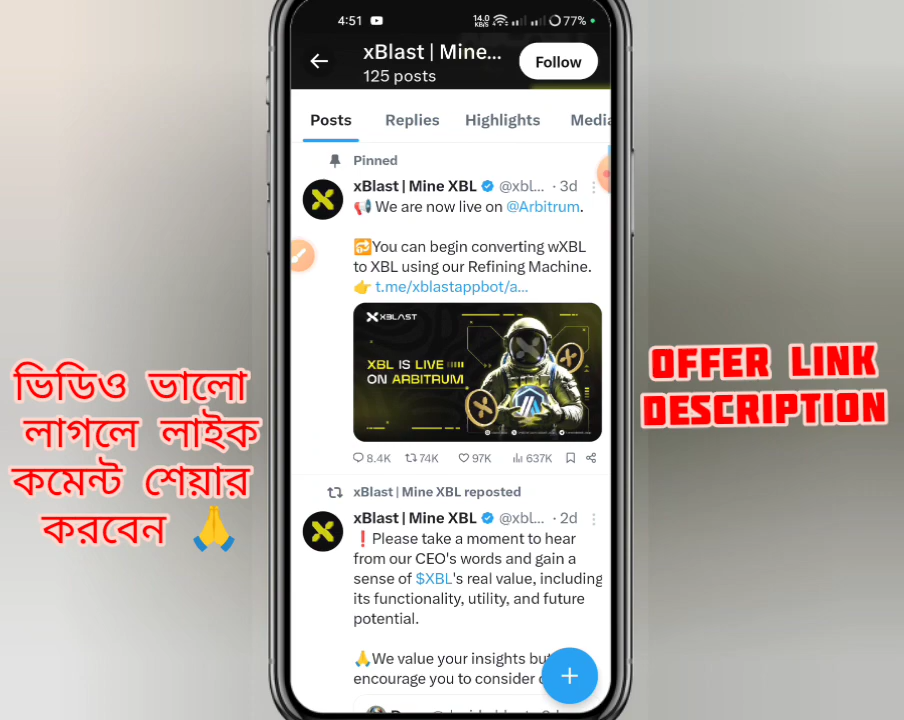 4:51
14.0
KB/S
77%
xBlast | Mine...
125 posts
Follow
Posts Replies Highlights Media
Pinned
xBlast | Mine XBL @xbl... · 3d
📢 We are now live on @Arbitrum.
🔁You can begin converting wXBL
to XBL using our Refining Machine.
👉 t.me/xblastappbot/a...
XBLAST
XBL IS LIVE
ON ARBITRUM
8.4K 74K 97K 637K
xBlast | Mine XBL reposted
xBlast | Mine XBL @xbl... · 2d
❗Please take a moment to hear
from our CEO's words and gain a
sense of $XBL's real value, including
its functionality, utility, and future
potential.
🙏We value your insights but
encourage you to consider
ভিডিও ভালো
লাগলে লাইক
কমেন্ট শেয়ার
করবেন 🙏
OFFER LINK
DESCRIPTION